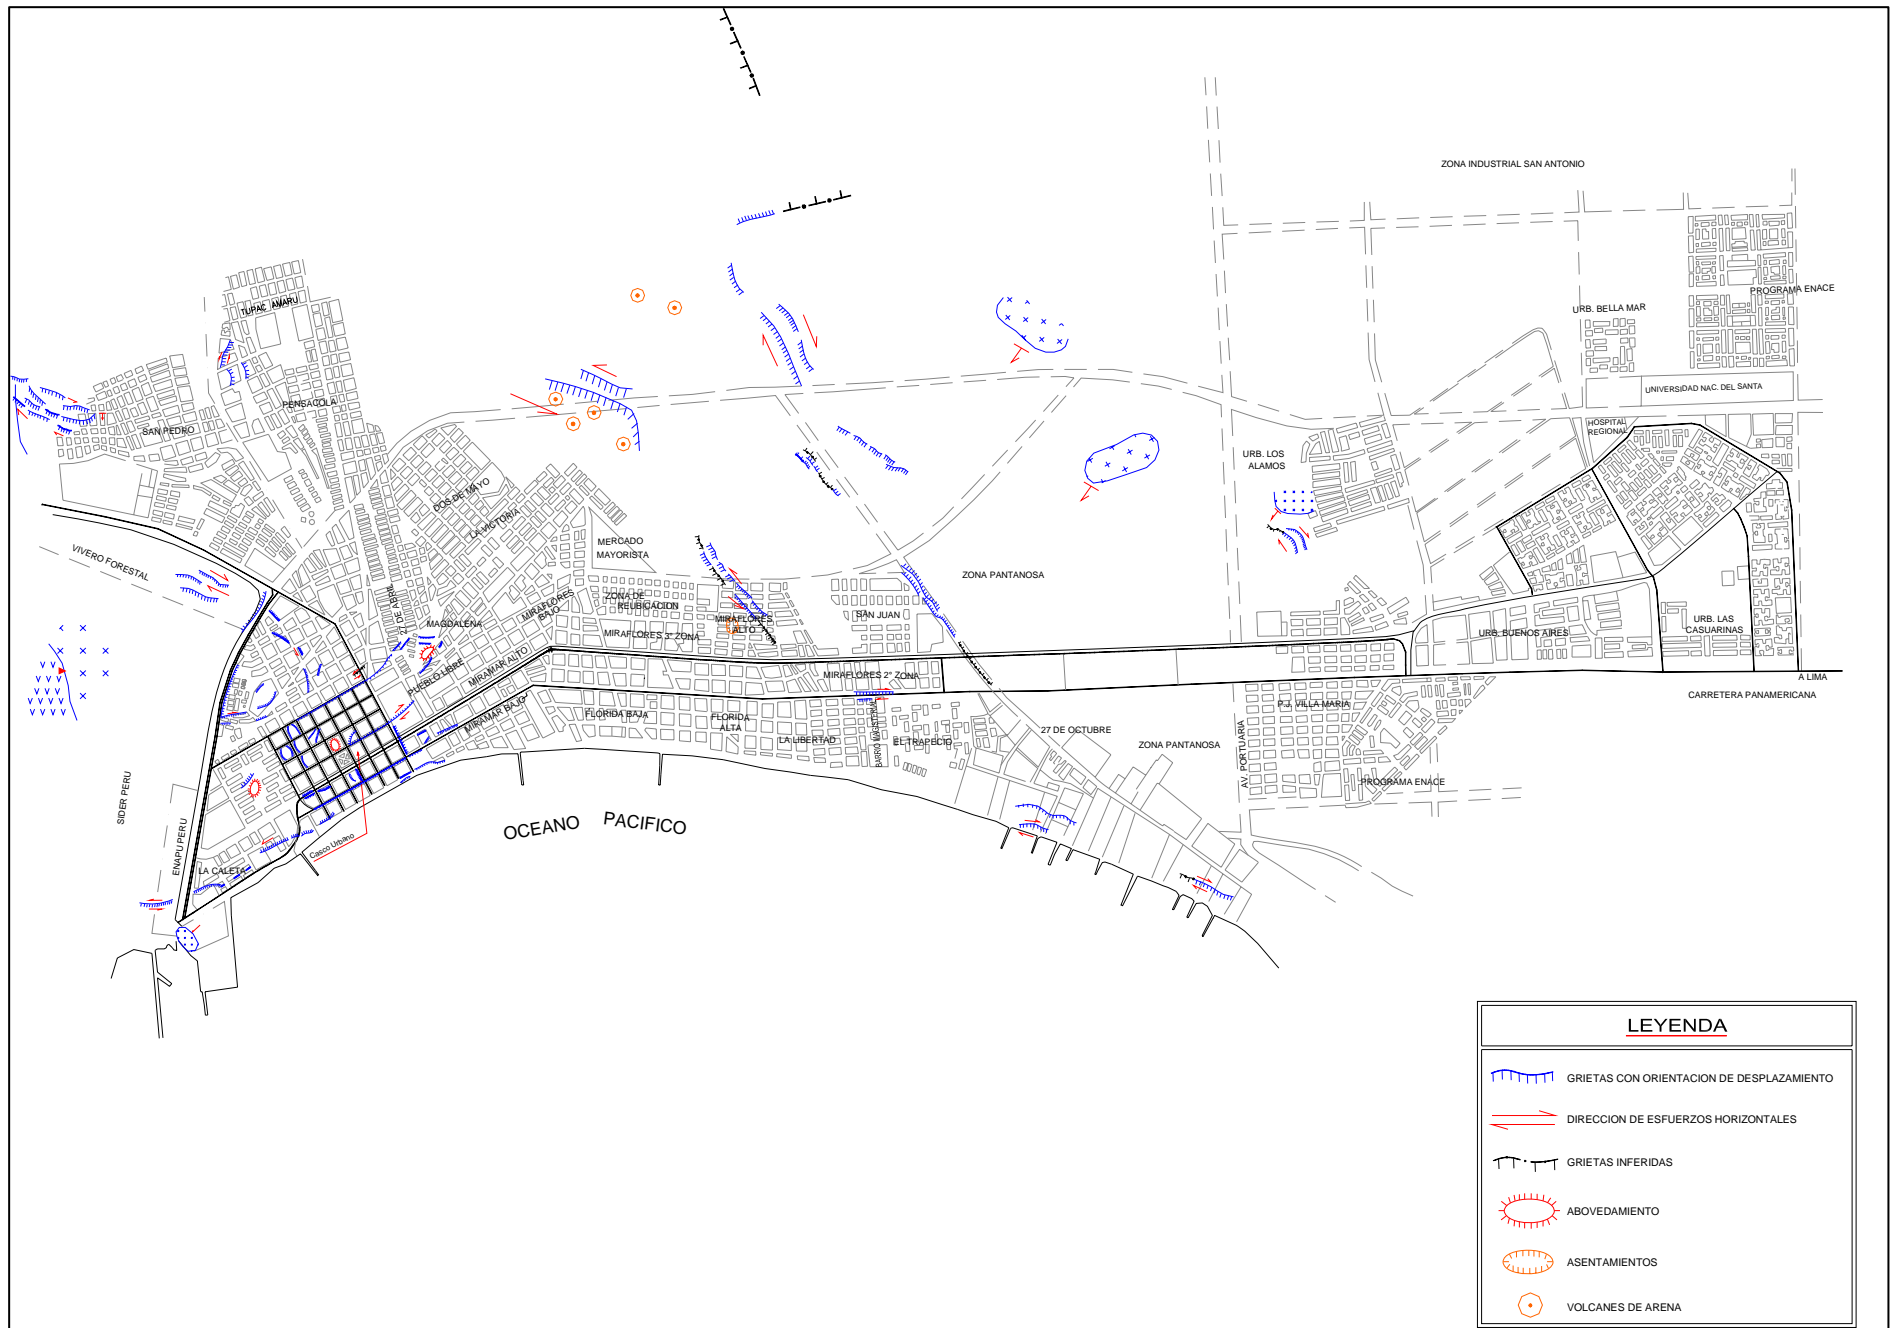 ZONA INDUSTRIAL SAN ANTONIO
PROGRAMA ENACE
URB. BELLA MAR
TUPAC AMARU
UNIVERSIDAD NAC. DEL SANTA
PENSACOLA
SAN PEDRO
HOSPITAL
REGIONAL
URB. LOS
ALAMOS
DOS DE MAYO
LA VICTORIA
MERCADO
MAYORISTA
VIVERO FORESTAL
ZONA PANTANOSA
27 DE ABRIL
ZONA DE
REUBICACION
MIRAFLORES
BAJO
MAGDALENA
SAN JUAN
MIRAFLORES
ALTO
MIRAFLORES 3° ZONA
URB. BUENOS AIRES
URB. LAS
CASUARINAS
PUEBLO LIBRE
MIRAMAR ALTO
MIRAFLORES 2° ZONA
A LIMA
CARRETERA PANAMERICANA
MIRAMAR BAJO
FLORIDA BAJA
FLORIDA
ALTA
LA LIBERTAD
BARRIO MAGISTERIAL
EL TRAPECIO
27 DE OCTUBRE
ZONA PANTANOSA
P.J. VILLA MARIA
AV. PORTUARIA
PROGRAMA ENACE
SIDER PERU
ENAPU PERU
OCEANO PACIFICO
Casco Urbano
LA CALETA
LEYENDA
GRIETAS CON ORIENTACION DE DESPLAZAMIENTO
DIRECCION DE ESFUERZOS HORIZONTALES
GRIETAS INFERIDAS
ABOVEDAMIENTO
ASENTAMIENTOS
VOLCANES DE ARENA